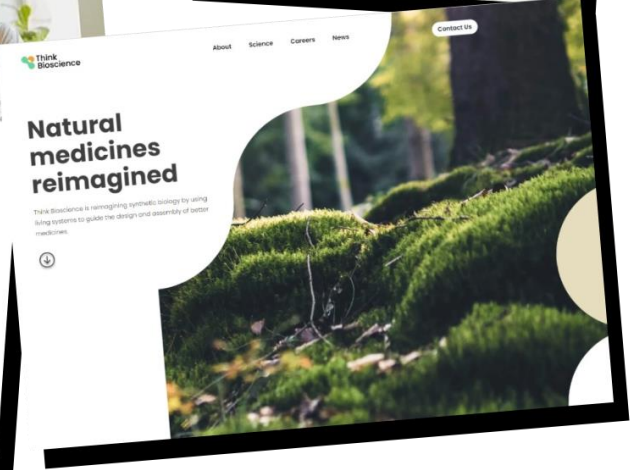 Think
Bioscience
About Science Careers News
Contact Us
Natural
medicines
reimagined
Think Bioscience is reimagining synthetic biology by using
living systems to guide the design and assembly of better
medicines.